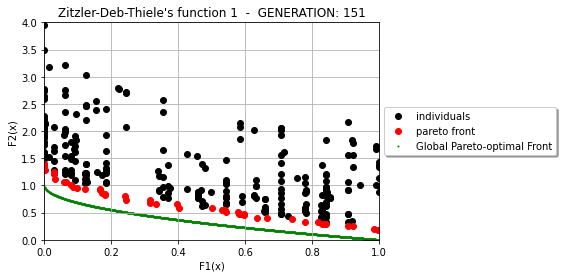 Zitzler-Deb-Thiele's function 1 - GENERATION: 151
4.0
3.5
3.0
2.5
2.0
1.5
1.0
0.5
0.0
F2(x)
0.0 0.2 0.4 0.6 0.8 1.0
F1(x)
individuals
pareto front
Global Pareto-optimal Front